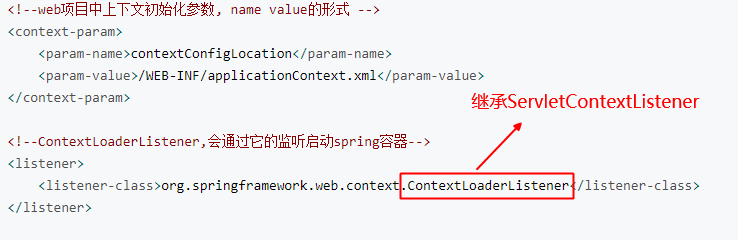 <!--web项目中上下文初始化参数, name value的形式 -->
<context-param>
    <param-name>contextConfigLocation</param-name>
    <param-value>/WEB-INF/applicationContext.xml</param-value>
</context-param>
继承ServletContextListener
<!--ContextLoaderListener,会通过它的监听启动spring容器-->
<listener>
    <listener-class>org.springframework.web.context.ContextLoaderListener</listener-class>
</listener>